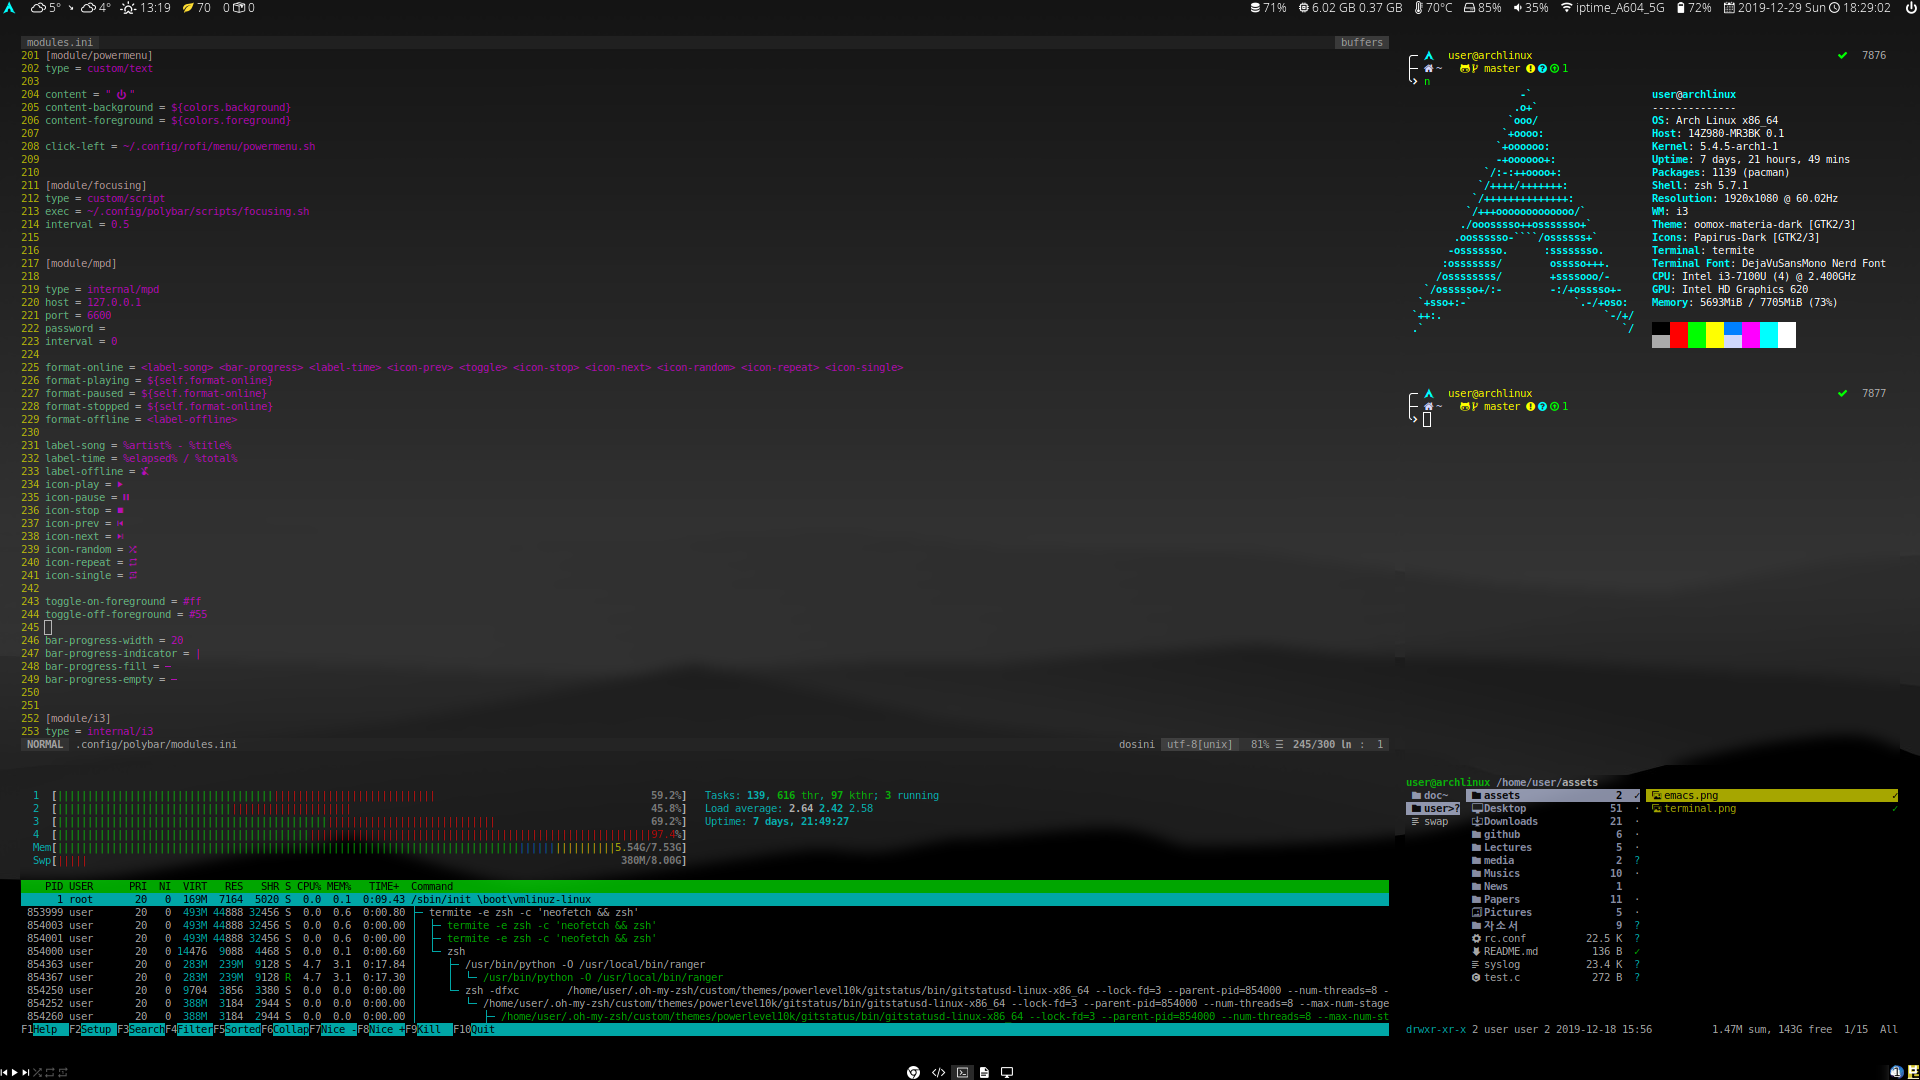 5° 4° 13:19 70 0 0 71% 6.02 GB 0.37 GB 70°C 85% 35% iptime_A604_5G 72% 2019-12-29 Sun 18:29:02
modules.ini buffers
201 [module/powermenu]
202 type = custom/text
203
204 content = " "
205 content-background = ${colors.background}
206 content-foreground = ${colors.foreground}
207
208 click-left = ~/.config/rofi/menu/powermenu.sh
209
210
211 [module/focusing]
212 type = custom/script
213 exec = ~/.config/polybar/scripts/focusing.sh
214 interval = 0.5
215
216
217 [module/mpd]
218
219 type = internal/mpd
220 host = 127.0.0.1
221 port = 6600
222 password =
223 interval = 0
224
225 format-online = <label-song> <bar-progress> <label-time> <icon-prev> <toggle> <icon-stop> <icon-next> <icon-random> <icon-repeat> <icon-single>
226 format-playing = ${self.format-online}
227 format-paused = ${self.format-online}
228 format-stopped = ${self.format-online}
229 format-offline = <label-offline>
230
231 label-song = %artist% - %title%
232 label-time = %elapsed% / %total%
233 label-offline =
234 icon-play =
235 icon-pause =
236 icon-stop =
237 icon-prev =
238 icon-next =
239 icon-random =
240 icon-repeat =
241 icon-single =
242
243 toggle-on-foreground = #ff
244 toggle-off-foreground = #55
245
246 bar-progress-width = 20
247 bar-progress-indicator = |
248 bar-progress-fill = ─
249 bar-progress-empty = ─
250
251
252 [module/i3]
253 type = internal/i3
NORMAL .config/polybar/modules.ini dosini utf-8[unix] 81% ☰ 245/300 ln : 1
user@archlinux ✔ 7876
~ master 1
n
user@archlinux
--------------
OS: Arch Linux x86_64
Host: 14Z980-MR3BK 0.1
Kernel: 5.4.5-arch1-1
Uptime: 7 days, 21 hours, 49 mins
Packages: 1139 (pacman)
Shell: zsh 5.7.1
Resolution: 1920x1080 @ 60.02Hz
WM: i3
Theme: oomox-materia-dark [GTK2/3]
Icons: Papirus-Dark [GTK2/3]
Terminal: termite
Terminal Font: DejaVuSansMono Nerd Font
CPU: Intel i3-7100U (4) @ 2.400GHz
GPU: Intel HD Graphics 620
Memory: 5693MiB / 7705MiB (73%)
user@archlinux ✔ 7877
~ master 1
1 [ 59.2%] Tasks: 139, 616 thr, 97 kthr; 3 running
2 [ 45.8%] Load average: 2.64 2.42 2.58
3 [ 69.2%] Uptime: 7 days, 21:49:27
4 [ 97.4%]
Mem[ 5.54G/7.53G]
Swp[ 380M/8.00G]
PID USER PRI NI VIRT RES SHR S CPU% MEM% TIME+ Command
1 root 20 0 169M 7164 5020 S 0.0 0.1 0:09.43 /sbin/init \boot\vmlinuz-linux
853999 user 20 0 493M 44888 32456 S 0.0 0.6 0:00.80 ├─ termite -e zsh -c 'neofetch && zsh'
854003 user 20 0 493M 44888 32456 S 0.0 0.6 0:00.00 │ ├─ termite -e zsh -c 'neofetch && zsh'
854001 user 20 0 493M 44888 32456 S 0.0 0.6 0:00.00 │ ├─ termite -e zsh -c 'neofetch && zsh'
854000 user 20 0 14476 9088 4468 S 0.0 0.1 0:00.60 │ └─ zsh
854363 user 20 0 283M 239M 9128 S 4.7 3.1 0:17.84 │ ├─ /usr/bin/python -O /usr/local/bin/ranger
854367 user 20 0 283M 239M 9128 R 4.7 3.1 0:17.30 │ │ └─ /usr/bin/python -O /usr/local/bin/ranger
854250 user 20 0 9704 3856 3380 S 0.0 0.0 0:00.00 │ └─ zsh -dfxc /home/user/.oh-my-zsh/custom/themes/powerlevel10k/gitstatus/bin/gitstatusd-linux-x86_64 --lock-fd=3 --parent-pid=854000 --num-threads=8 -
854252 user 20 0 388M 3184 2944 S 0.0 0.0 0:00.00 │ └─ /home/user/.oh-my-zsh/custom/themes/powerlevel10k/gitstatus/bin/gitstatusd-linux-x86_64 --lock-fd=3 --parent-pid=854000 --num-threads=8 --max-num-stage
854260 user 20 0 388M 3184 2944 S 0.0 0.0 0:00.00 │ ├─ /home/user/.oh-my-zsh/custom/themes/powerlevel10k/gitstatus/bin/gitstatusd-linux-x86_64 --lock-fd=3 --parent-pid=854000 --num-threads=8 --max-num-st
F1Help F2Setup F3SearchF4FilterF5SortedF6CollapF7Nice -F8Nice +F9Kill F10Quit
user@archlinux /home/user/assets
doc~ assets 2 ✓ emacs.png ✓
user>? Desktop 51 · terminal.png ✓
swap Downloads 21 ·
github 6 ·
Lectures 5 ·
media 2 ?
Musics 10 ·
News 1
Papers 11 ·
Pictures 5 ·
자소서 9 ?
rc.conf 22.5 K ?
README.md 136 B ✓
syslog 23.4 K ?
test.c 272 B ?
drwxr-xr-x 2 user user 2 2019-12-18 15:56 1.47M sum, 143G free 1/15 All